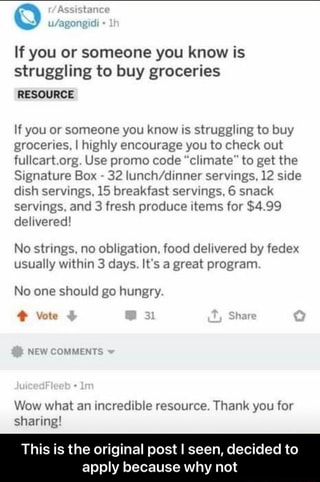 r/Assistance
u/agongidi • 1h
If you or someone you know is
struggling to buy groceries
RESOURCE
If you or someone you know is struggling to buy
groceries, I highly encourage you to check out
fullcart.org. Use promo code "climate" to get the
Signature Box - 32 lunch/dinner servings, 12 side
dish servings, 15 breakfast servings, 6 snack
servings, and 3 fresh produce items for $4.99
delivered!
No strings, no obligation, food delivered by fedex
usually within 3 days. It's a great program.
No one should go hungry.
Vote 31 Share
NEW COMMENTS
JuicedFleeb • 1m
Wow what an incredible resource. Thank you for
sharing!
This is the original post I seen, decided to
apply because why not